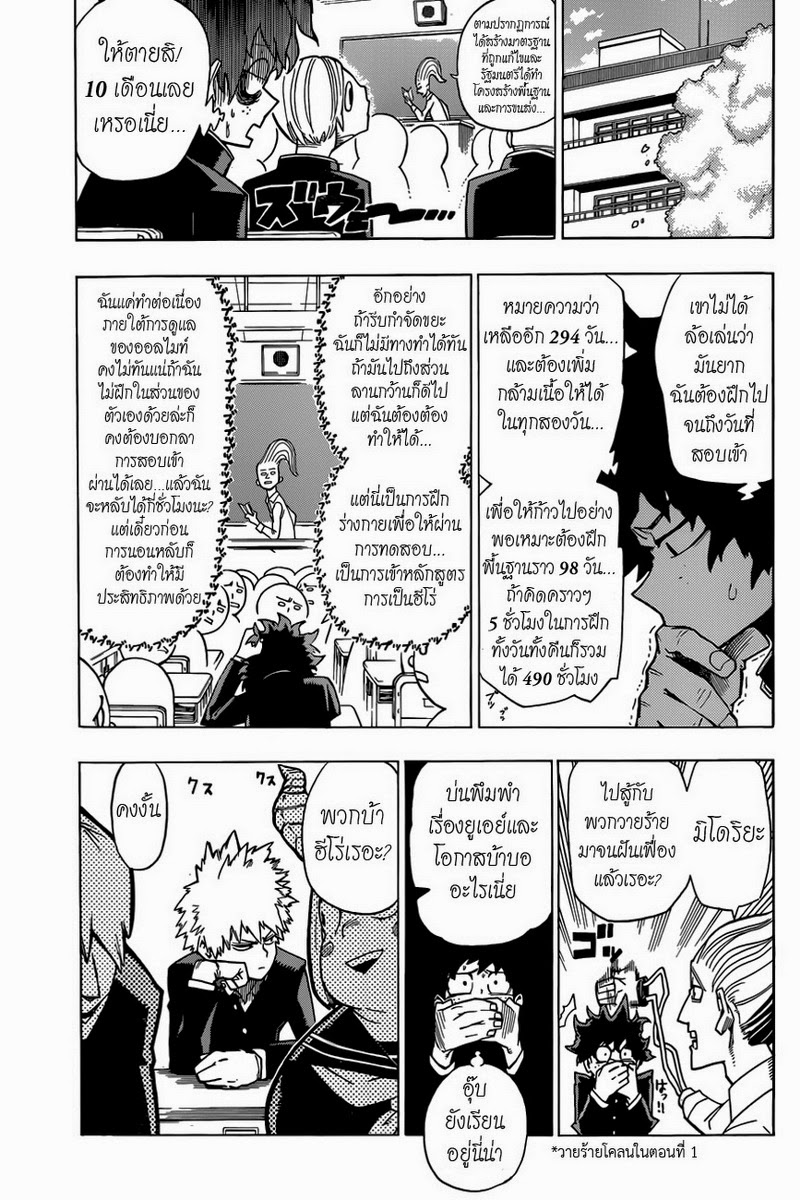 ตามปรากฏการณ์
ได้สร้างมาตรฐาน
ที่ถูกแก้ไขและ
รัฐมนตรีได้ทำ
โครงสร้างพื้นฐาน
และการขนส่ง...
ให้ตายสิ!
10 เดือนเลย
เหรอเนี่ย...
ズウゥ〜〜…
เขาไม่ได้
ล้อเล่นว่า
มันยาก
ฉันต้องฝึกไป
จนถึงวันที่
สอบเข้า
หมายความว่า
เหลืออีก 294 วัน...
และต้องเพิ่ม
กล้ามเนื้อให้ได้
ในทุกสองวัน...
เพื่อให้ก้าวไปอย่าง
พอเหมาะต้องฝึก
พื้นฐานราว 98 วัน...
ถ้าคิดคราวๆ
5 ชั่วโมงในการฝึก
ทั้งวันทั้งคืนก็รวม
ได้ 490 ชั่วโมง
อีกอย่าง
ถ้ารีบกำจัดขยะ
ฉันก็ไม่มีทางทำได้ทัน
ถ้ามันไปถึงส่วน
ลานกว้านก็ดีไป
แต่ฉันต้องต้อง
ทำให้ได้...
แต่นี่เป็นการฝึก
ร่างกายเพื่อให้ผ่าน
การทดสอบ...
เป็นการเข้าหลักสูตร
การเป็นฮีโร่
ฉันแค่ทำต่อเนื่อง
ภายใต้การดูแล
ของออลไมท์
คงไม่ทันแน่ถ้าฉัน
ไม่ฝึกในส่วนของ
ตัวเองด้วยล่ะก็
คงต้องบอกลา
การสอบเข้า
ผ่านได้เลย...แล้วฉัน
จะหลับได้กี่ชั่วโมงนะ?
แต่เดี๋ยวก่อน
การนอนหลับก็
ต้องทำให้มี
ประสิทธิภาพด้วย
มิโดริยะ
ไปสู้กับ
พวกวายร้าย
มาจนฝันเฟื่อง
แล้วเรอะ?
ゴッ
はっ!!
*วายร้ายโคลนในตอนที่ 1
บ่นพึมพำ
เรื่องยูเอย์และ
โอกาสบ้าบอ
อะไรเนี่ย
อุ๊บ
ยังเรียน
อยู่นี่น่า
พวกบ้า
ฮีโร่เรอะ?
クス
クス
คงงั้น